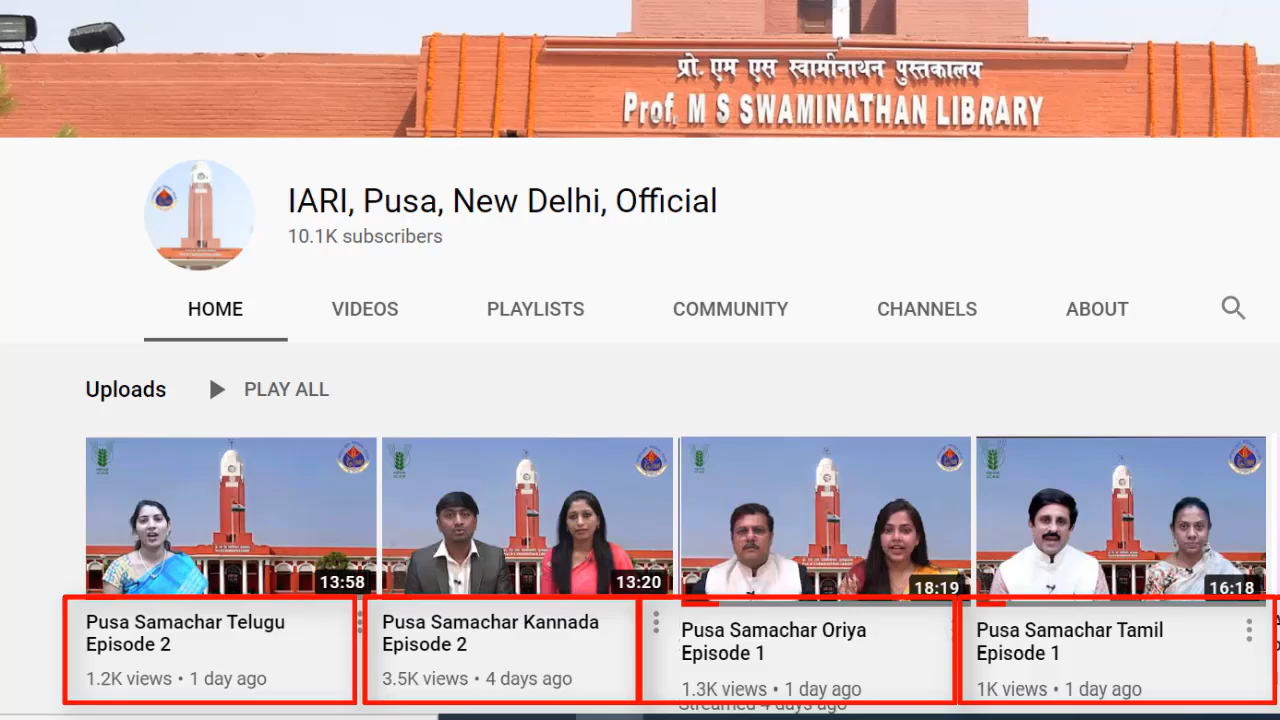 प्रो. एम एस स्वामीनाथन पुस्तकालय
Prof. M S SWAMINATHAN LIBRARY
IARI, Pusa, New Delhi, Official
10.1K subscribers
HOME VIDEOS PLAYLISTS COMMUNITY CHANNELS ABOUT
Uploads PLAY ALL
13:58 13:20 18:19 16:18
Pusa Samachar Telugu
Episode 2
1.2K views • 1 day ago
Pusa Samachar Kannada
Episode 2
3.5K views • 4 days ago
Pusa Samachar Oriya
Episode 1
1.3K views • 1 day ago
Streamed 4 days ago
Pusa Samachar Tamil
Episode 1
1K views • 1 day ago